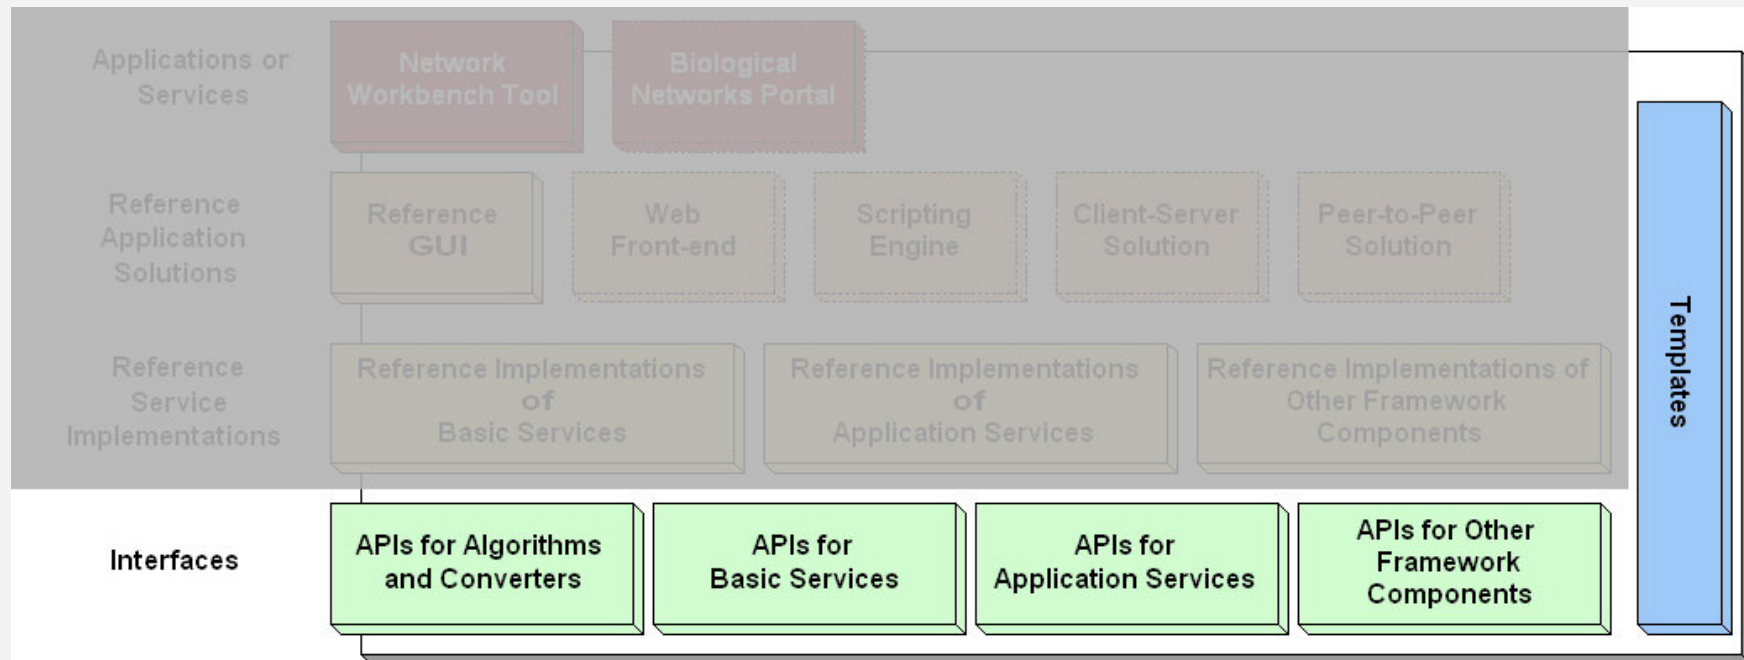 Applications or
Services
Network
Workbench Tool
Biological
Networks Portal
Reference
Application
Solutions
Reference
GUI
Web
Front-end
Scripting
Engine
Client-Server
Solution
Peer-to-Peer
Solution
Reference
Service
Implementations
Reference Implementations
of
Basic Services
Reference Implementations
of
Application Services
Reference Implementations of
Other Framework
Components
Interfaces
APIs for Algorithms
and Converters
APIs for
Basic Services
APIs for
Application Services
APIs for Other
Framework
Components
Templates